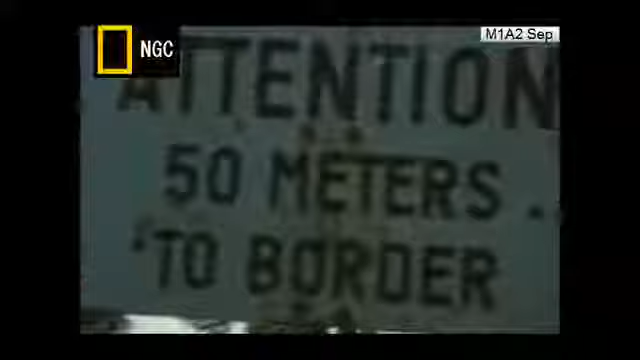 NGC
M1A2 Sep
ATTENTION
50 METERS
TO BORDER